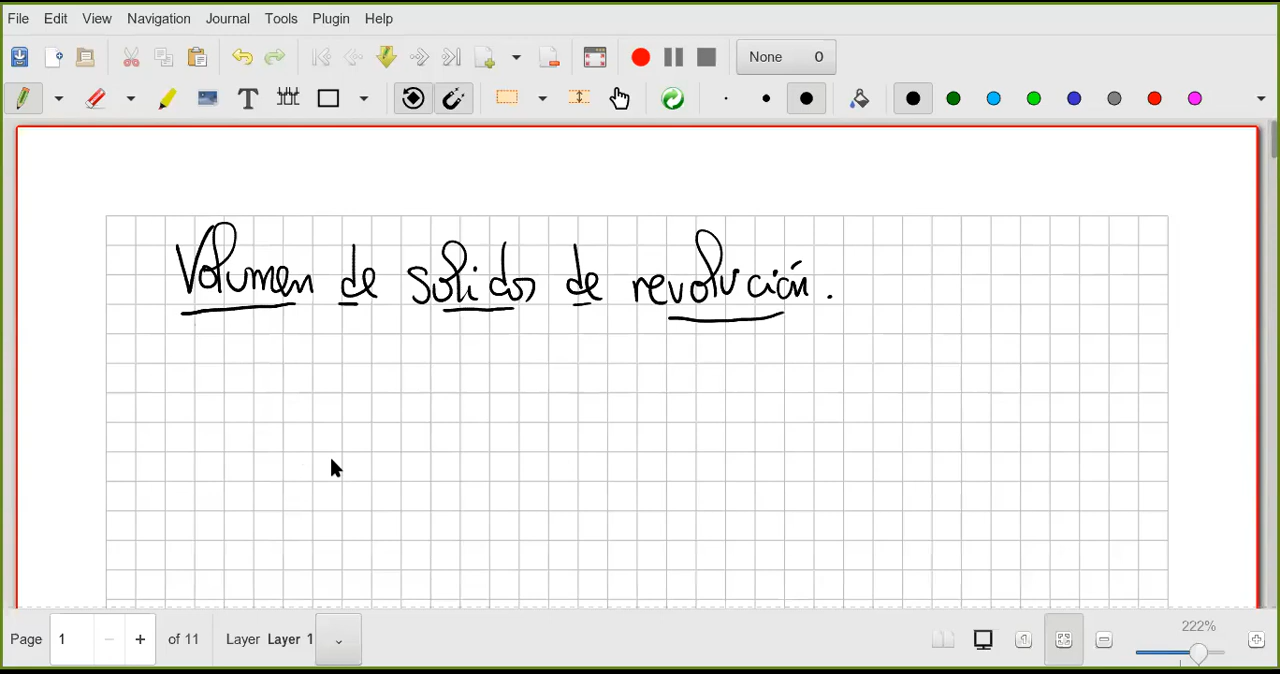 File Edit View Navigation Journal Tools Plugin Help
None 0
T
Volumen de solidos de revolución.
Page 1 of 11 Layer Layer 1 222%